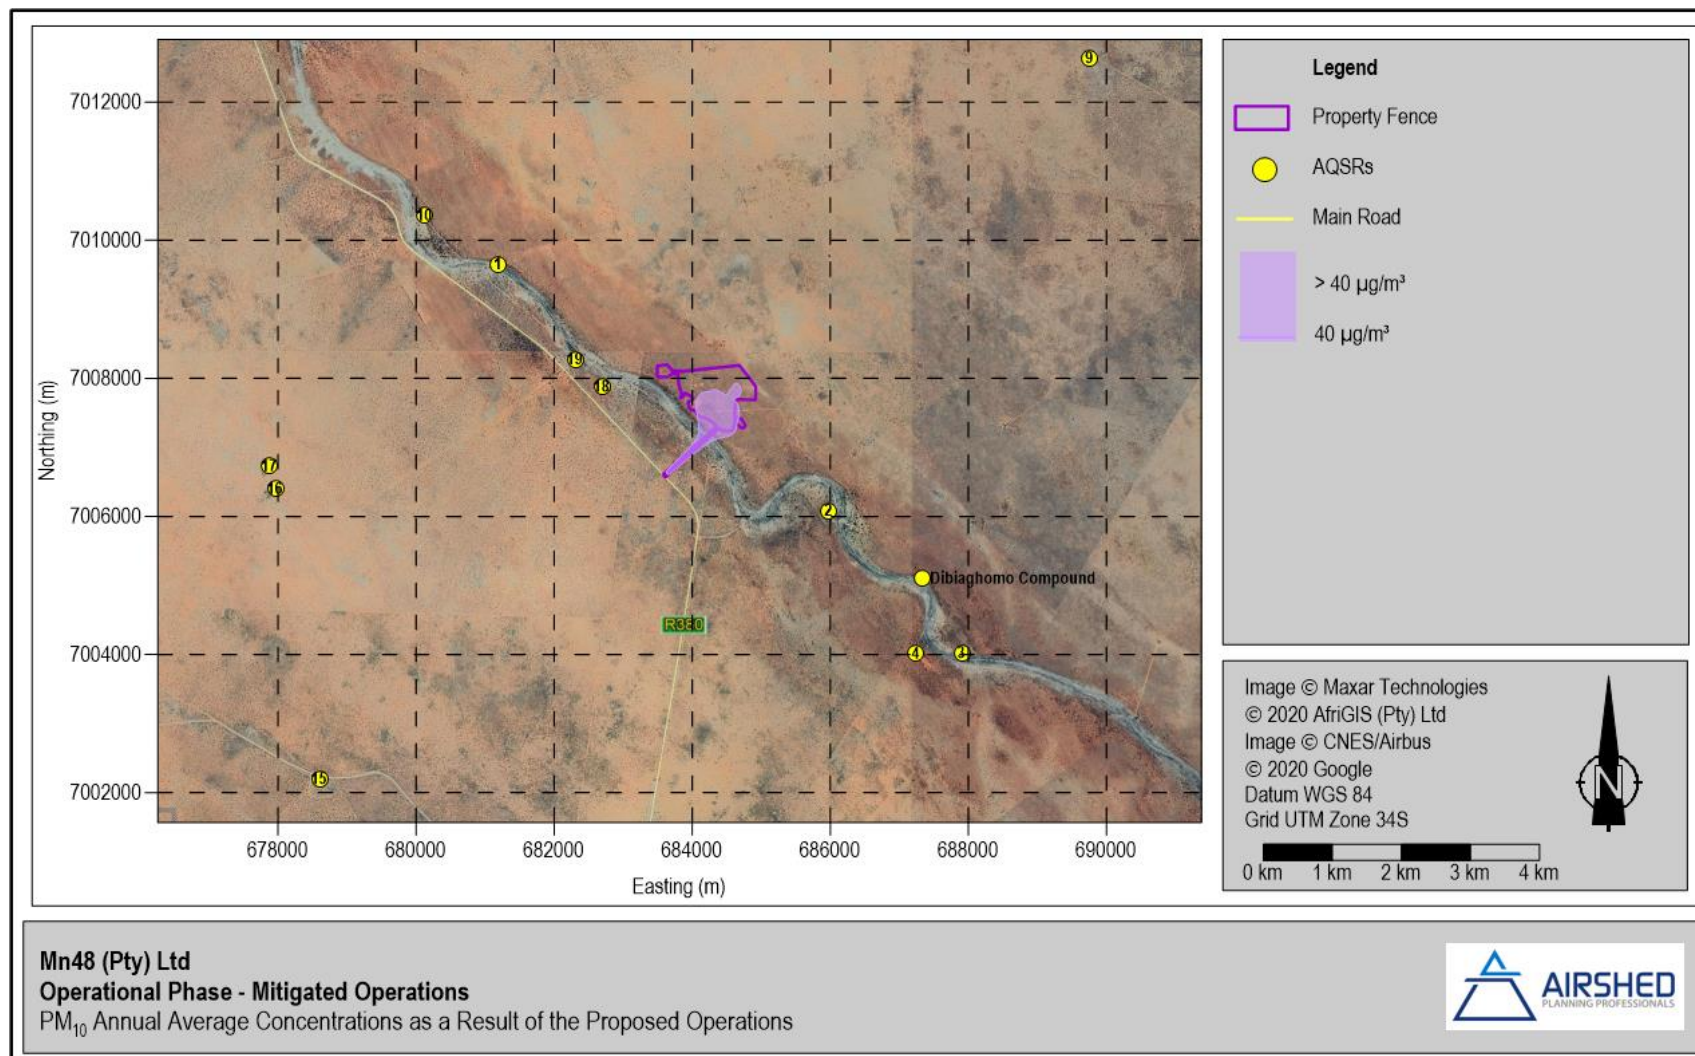 9
7012000
10
7010000
1
19
7008000
18
Northing (m)
17
16
7006000
2
Dibiaghomo Compound
R380
7004000
4
3
15
7002000
678000
680000
682000
684000
686000
688000
690000
Easting (m)
Legend
Property Fence
AQSRs
Main Road
> 40 µg/m³
40 µg/m³
Image © Maxar Technologies
© 2020 AfriGIS (Pty) Ltd
Image © CNES/Airbus
© 2020 Google
Datum WGS 84
Grid UTM Zone 34S
N
0 km 1 km 2 km 3 km 4 km
Mn48 (Pty) Ltd
Operational Phase - Mitigated Operations
PM₁₀ Annual Average Concentrations as a Result of the Proposed Operations
AIRSHED
PLANNING PROFESSIONALS